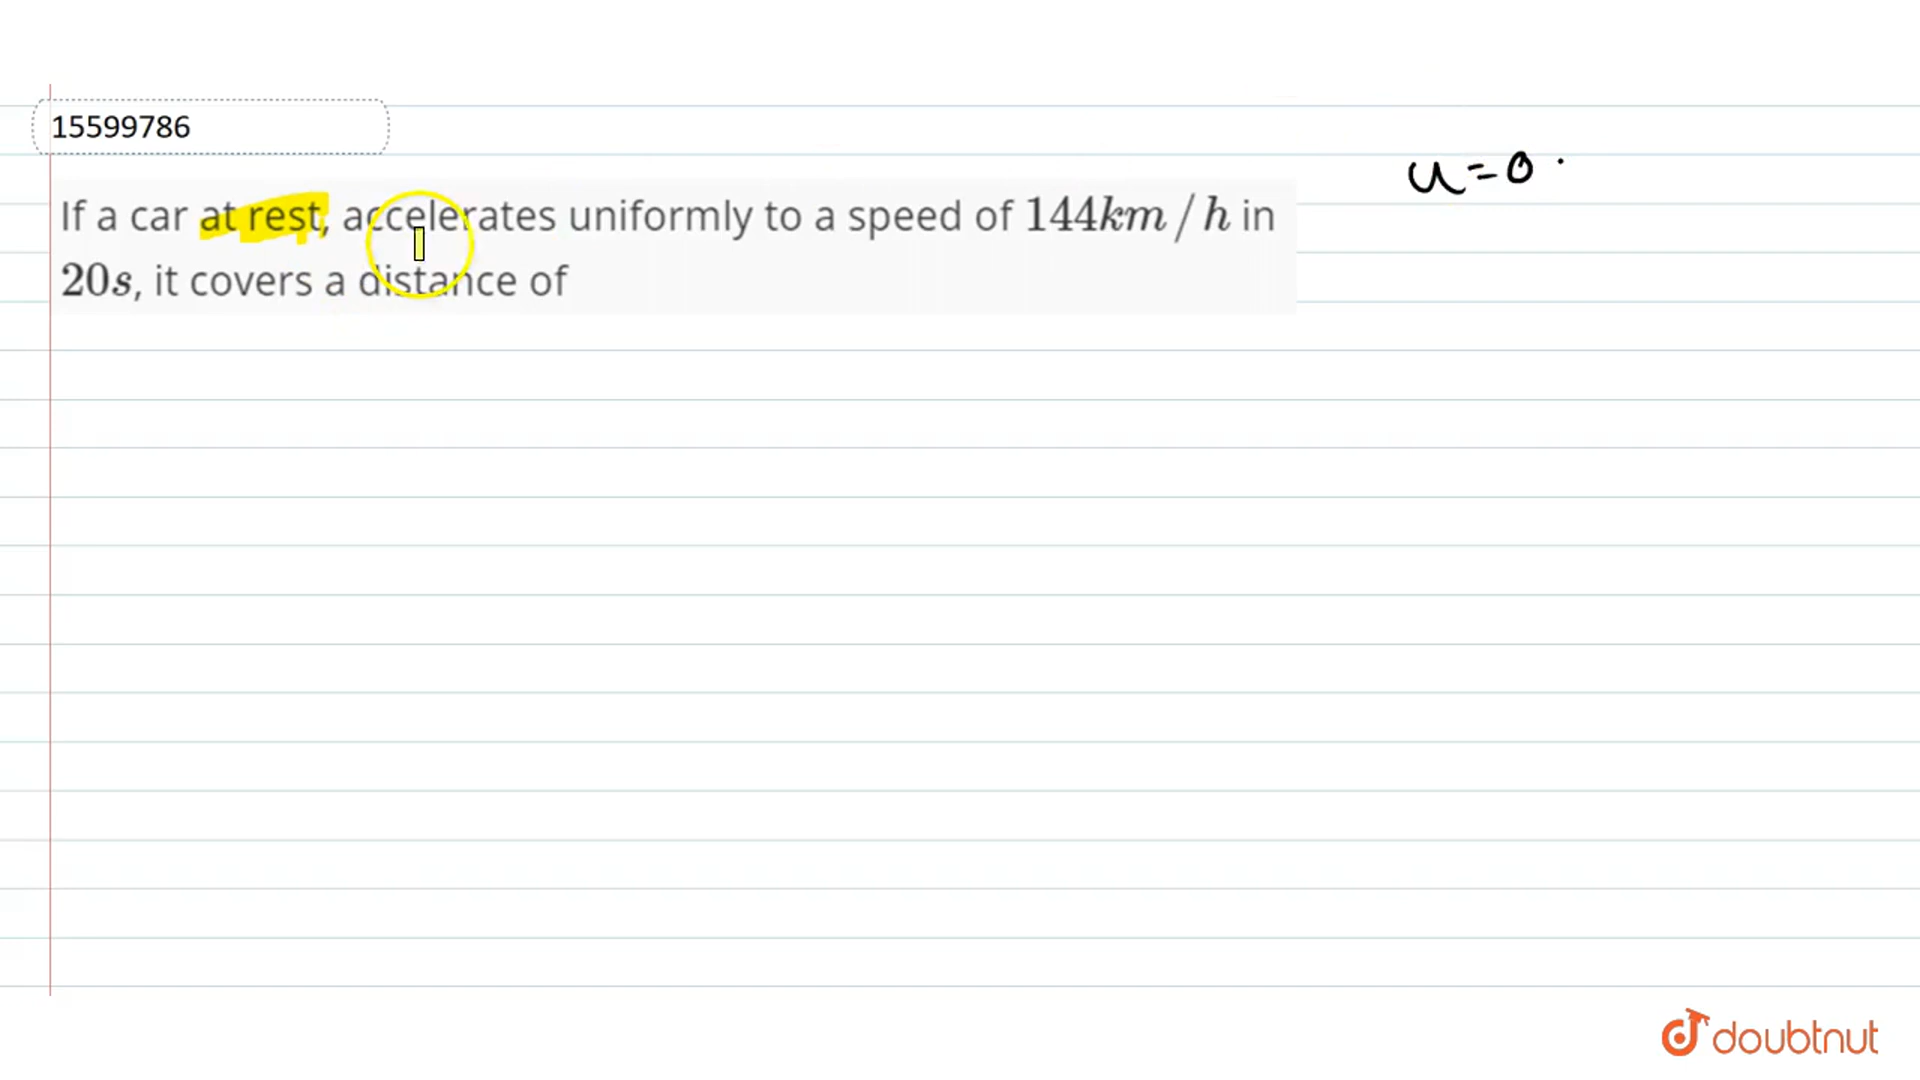 15599786
u=0.
If a car at rest, accelerates uniformly to a speed of 144km/h in
20s, it covers a distance of
doubtnut